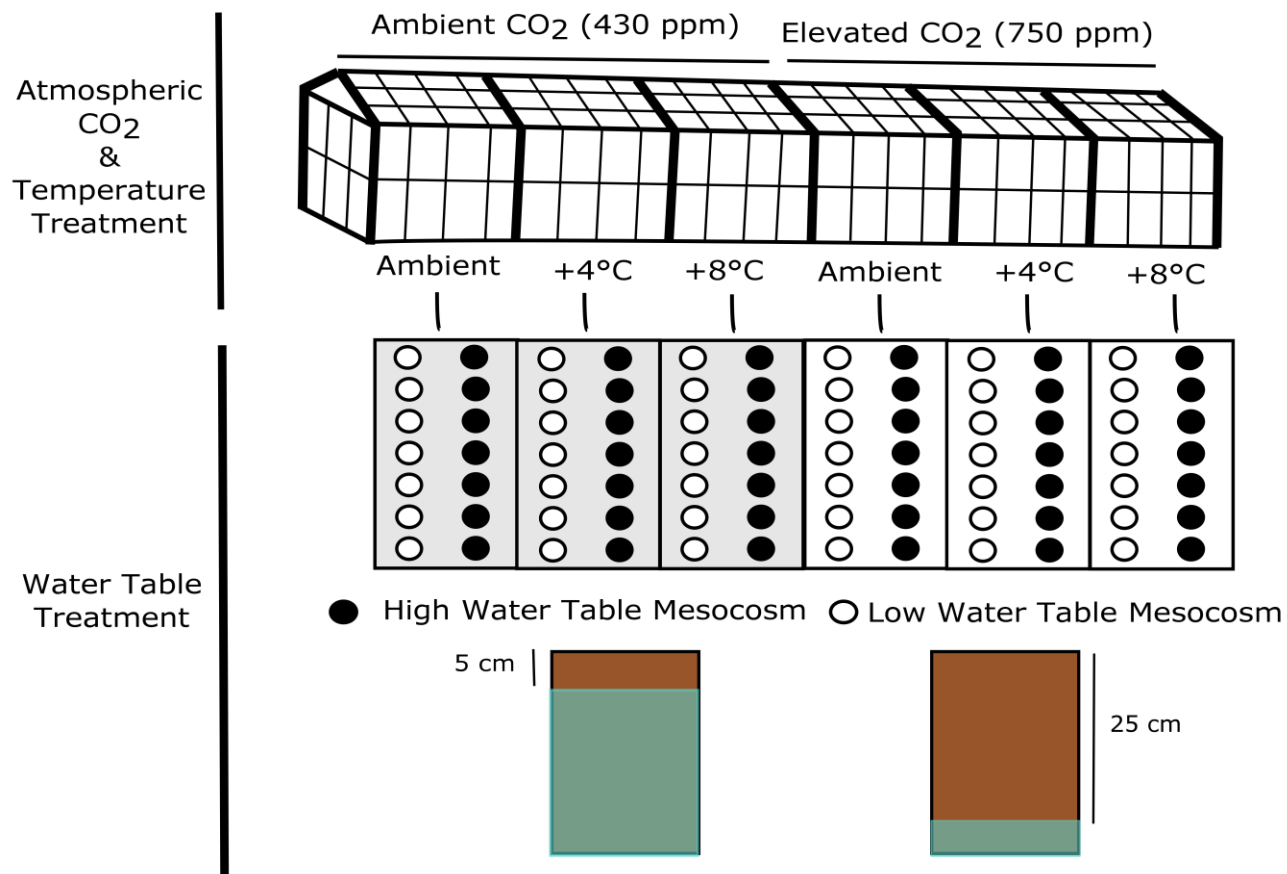 Ambient CO2 (430 ppm)
Elevated CO2 (750 ppm)
Atmospheric
CO2
&
Temperature
Treatment
Ambient
+4°C
+8°C
Ambient
+4°C
+8°C
Water Table
Treatment
High Water Table Mesocosm
Low Water Table Mesocosm
5 cm
25 cm